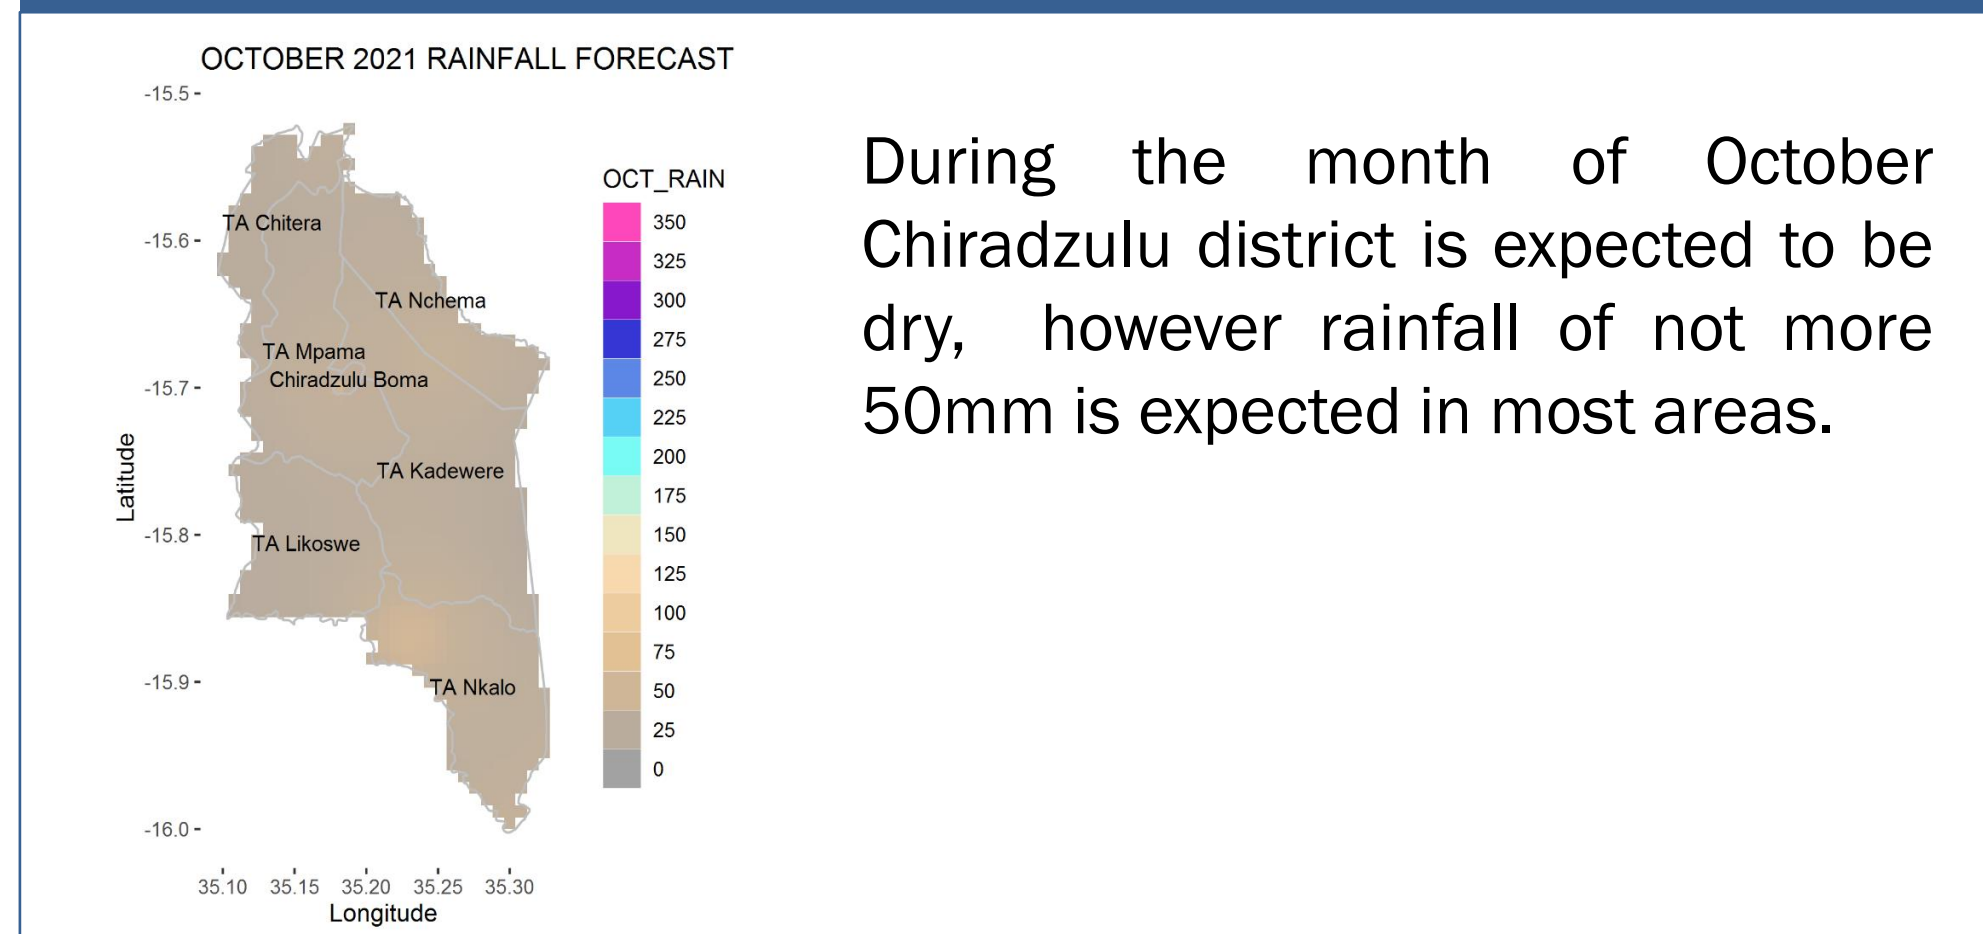 OCTOBER 2021 RAINFALL FORECAST
-15.5
-15.6
-15.7
-15.8
-15.9
-16.0
Latitude
TA Chitera
TA Nchema
TA Mpama
Chiradzulu Boma
TA Kadewere
TA Likoswe
TA Nkalo
35.10 35.15 35.20 35.25 35.30
Longitude
OCT_RAIN
350
325
300
275
250
225
200
175
150
125
100
75
50
25
0
During the month of October
Chiradzulu district is expected to be
dry, however rainfall of not more
50mm is expected in most areas.